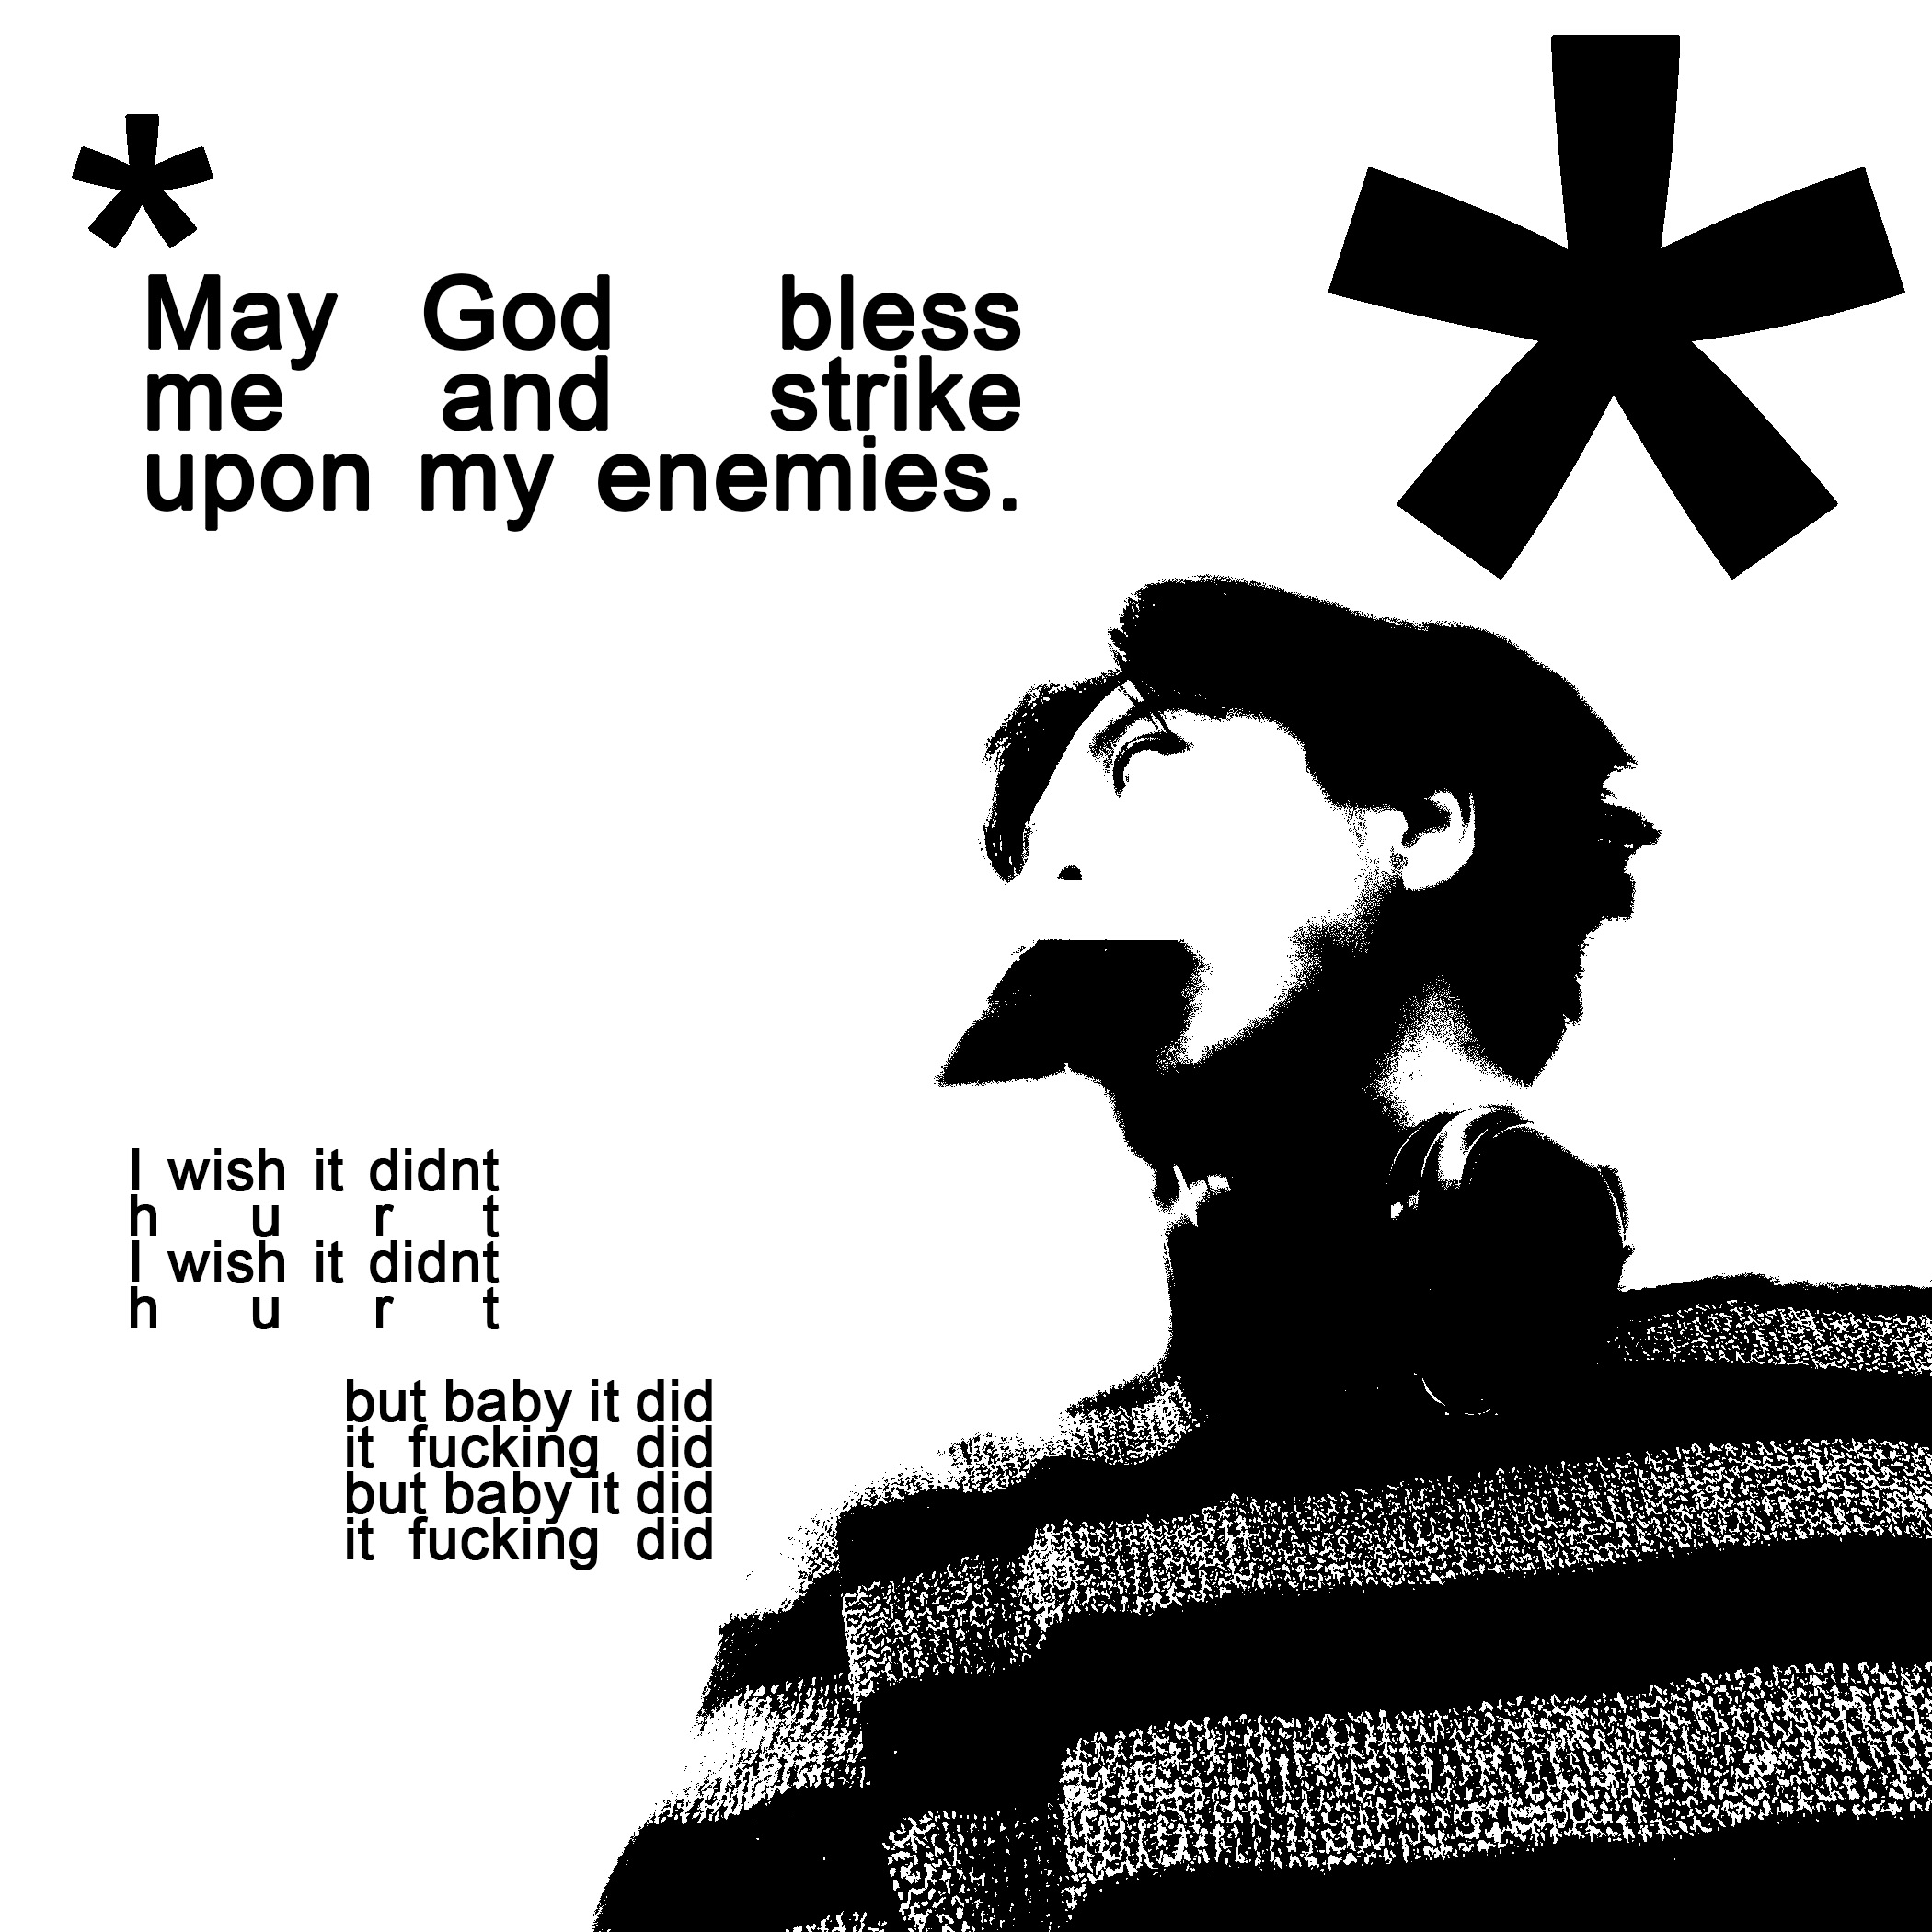 *
*
May God bless
me and strike
upon my enemies.
I wish it didnt
h u r t
I wish it didnt
h u r t
but baby it did
it fucking did
but baby it did
it fucking did